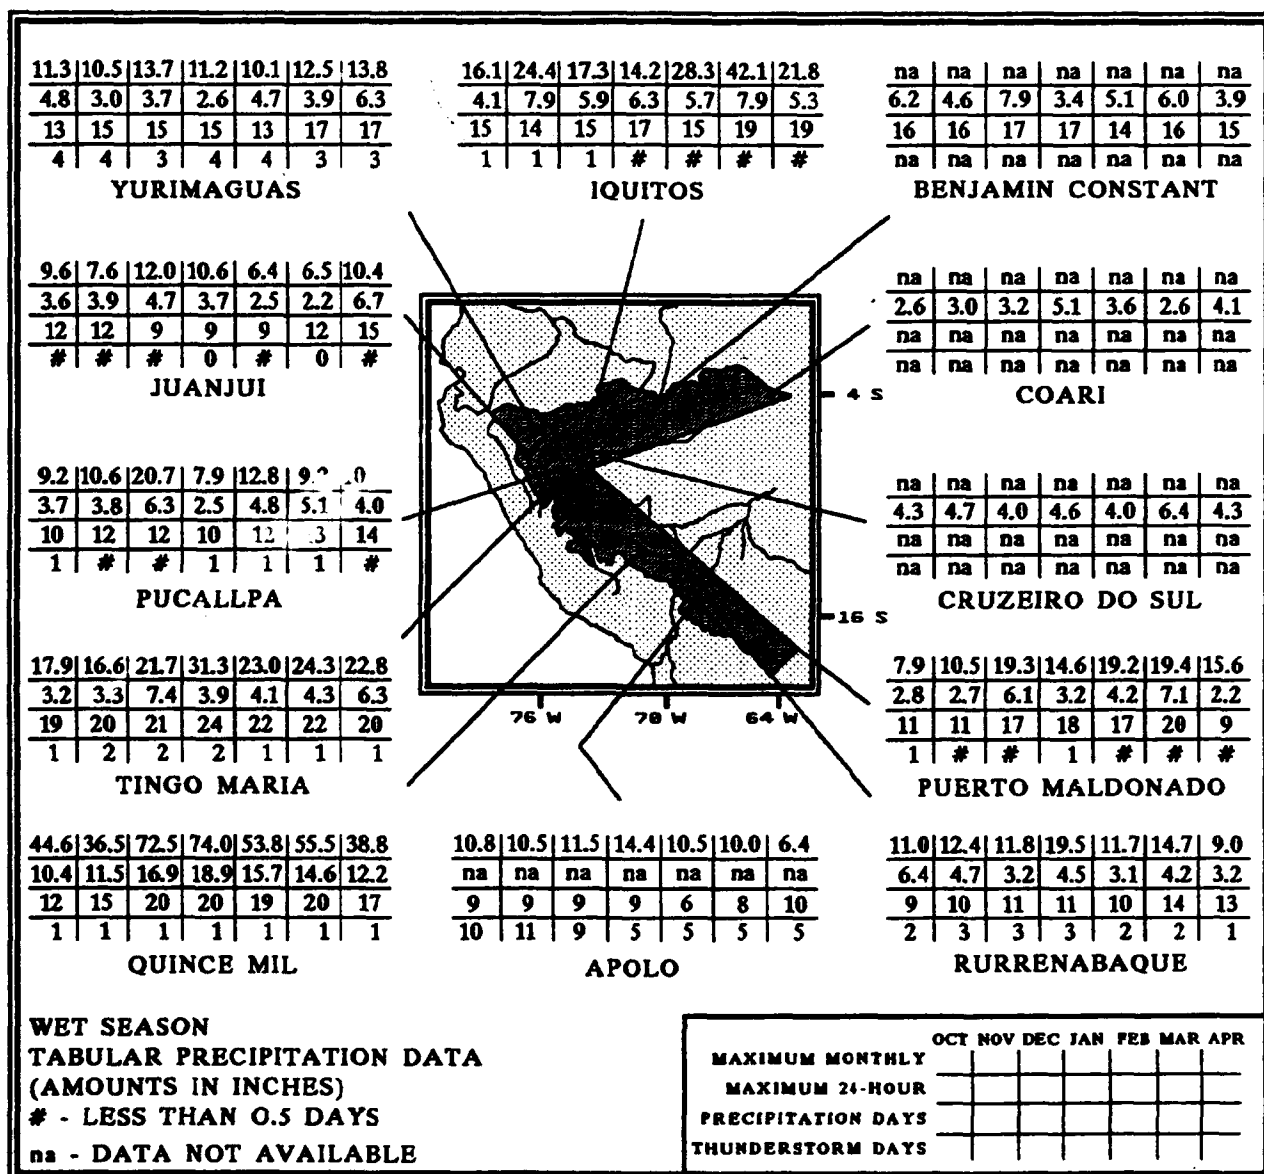 11.3 10.5 13.7 11.2 10.1 12.5 13.8
4.8 3.0 3.7 2.6 4.7 3.9 6.3
13 15 15 15 13 17 17
4 4 3 4 4 3 3
YURIMAGUAS
16.1 24.4 17.3 14.2 28.3 42.1 21.8
4.1 7.9 5.9 6.3 5.7 7.9 5.3
15 14 15 17 15 19 19
1 1 1 # # # #
IQUITOS
na na na na na na na
6.2 4.6 7.9 3.4 5.1 6.0 3.9
16 16 17 17 14 16 15
na na na na na na na
BENJAMIN CONSTANT
9.6 7.6 12.0 10.6 6.4 6.5 10.4
3.6 3.9 4.7 3.7 2.5 2.2 6.7
12 12 9 9 9 12 15
# # # 0 # 0 #
JUANJUI
na na na na na na na
2.6 3.0 3.2 5.1 3.6 2.6 4.1
na na na na na na na
na na na na na na na
COARI
4 S
9.2 10.6 20.7 7.9 12.8
3.7 3.8 6.3 2.5 4.8 5.1 4.0
10 12 12 10 12 14
1 # # 1 1 1 #
PUCALLPA
na na na na na na na
4.3 4.7 4.0 4.6 4.0 6.4 4.3
na na na na na na na
na na na na na na na
CRUZEIRO DO SUL
16 S
76 W 70 W 64 W
17.9 16.6 21.7 31.3 23.0 24.3 22.8
3.2 3.3 7.4 3.9 4.1 4.3 6.3
19 20 21 24 22 22 20
1 2 2 2 1 1 1
TINGO MARIA
7.9 10.5 19.3 14.6 19.2 19.4 15.6
2.8 2.7 6.1 3.2 4.2 7.1 2.2
11 11 17 18 17 20 9
1 # # 1 # # #
PUERTO MALDONADO
44.6 36.5 72.5 74.0 53.8 55.5 38.8
10.4 11.5 16.9 18.9 15.7 14.6 12.2
12 15 20 20 19 20 17
1 1 1 1 1 1 1
QUINCE MIL
10.8 10.5 11.5 14.4 10.5 10.0 6.4
na na na na na na na
9 9 9 9 6 8 10
10 11 9 5 5 5 5
APOLO
11.0 12.4 11.8 19.5 11.7 14.7 9.0
6.4 4.7 3.2 4.5 3.1 4.2 3.2
9 10 11 11 10 14 13
2 3 3 3 2 2 1
RURRENABAQUE
WET SEASON
TABULAR PRECIPITATION DATA
(AMOUNTS IN INCHES)
# - LESS THAN 0.5 DAYS
na - DATA NOT AVAILABLE
OCT NOV DEC JAN FEB MAR APR
MAXIMUM MONTHLY
MAXIMUM 24-HOUR
PRECIPITATION DAYS
THUNDERSTORM DAYS